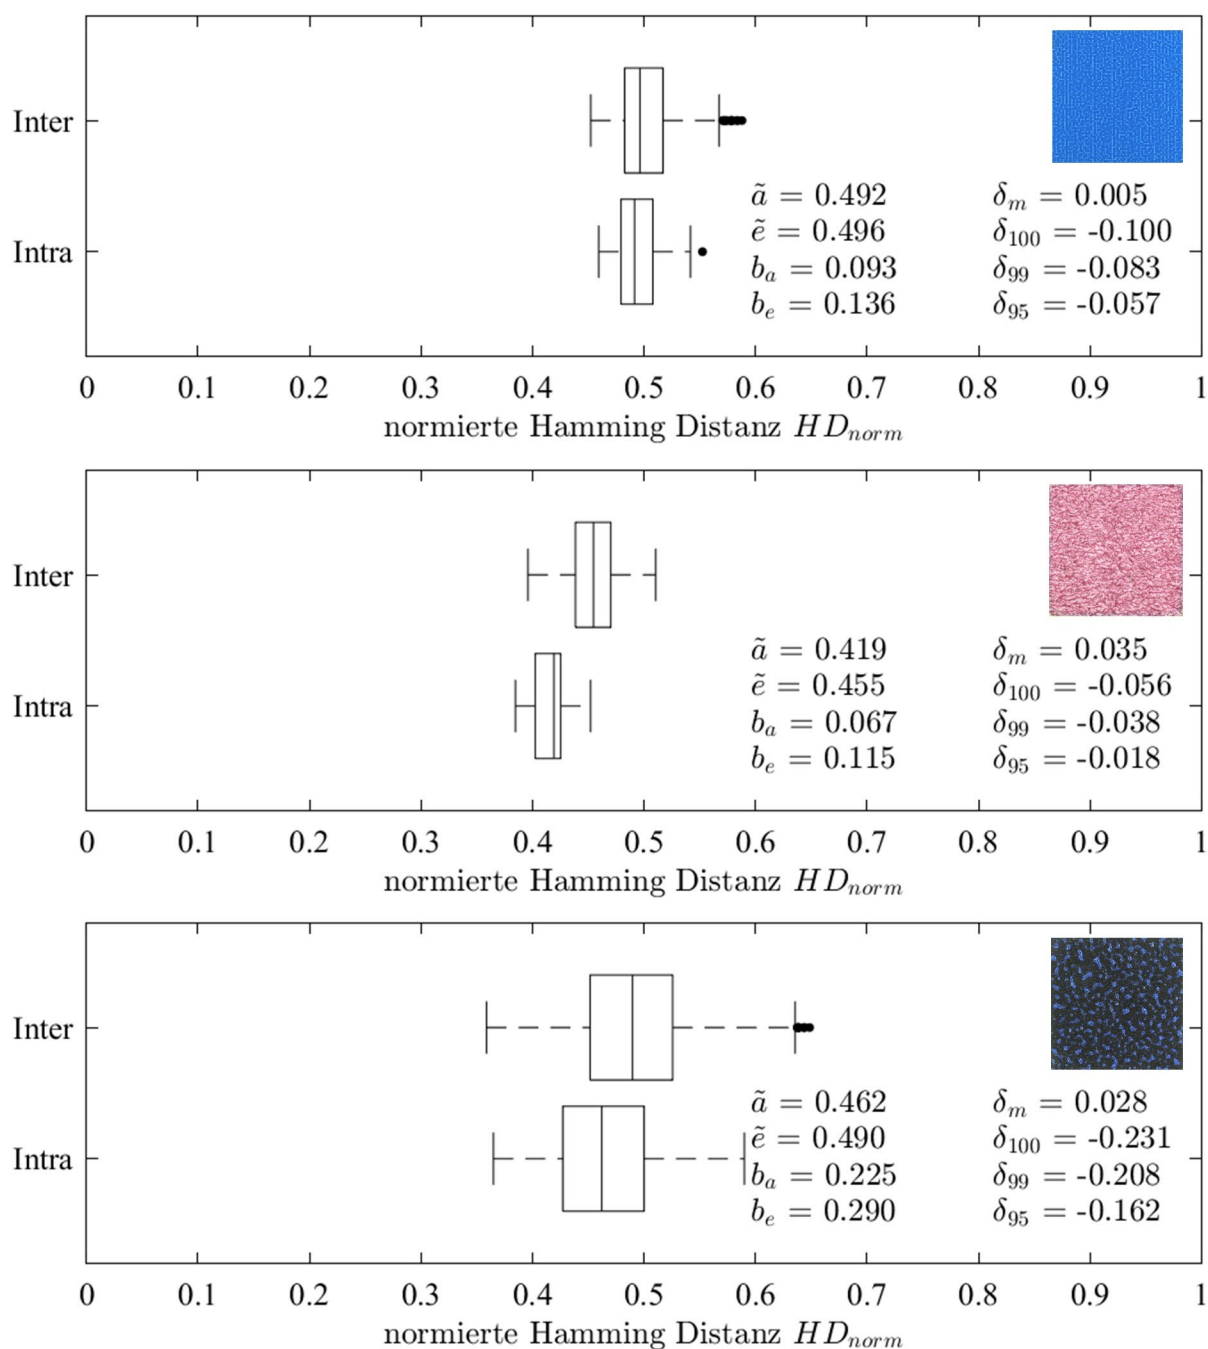 Inter
ã = 0.492 δ_m = 0.005
ẽ = 0.496 δ_100 = -0.100
Intra
b_a = 0.093 δ_99 = -0.083
b_e = 0.136 δ_95 = -0.057
0 0.1 0.2 0.3 0.4 0.5 0.6 0.7 0.8 0.9 1
normierte Hamming Distanz HD_norm
Inter
ã = 0.419 δ_m = 0.035
ẽ = 0.455 δ_100 = -0.056
Intra
b_a = 0.067 δ_99 = -0.038
b_e = 0.115 δ_95 = -0.018
0 0.1 0.2 0.3 0.4 0.5 0.6 0.7 0.8 0.9 1
normierte Hamming Distanz HD_norm
Inter
ã = 0.462 δ_m = 0.028
ẽ = 0.490 δ_100 = -0.231
Intra
b_a = 0.225 δ_99 = -0.208
b_e = 0.290 δ_95 = -0.162
0 0.1 0.2 0.3 0.4 0.5 0.6 0.7 0.8 0.9 1
normierte Hamming Distanz HD_norm